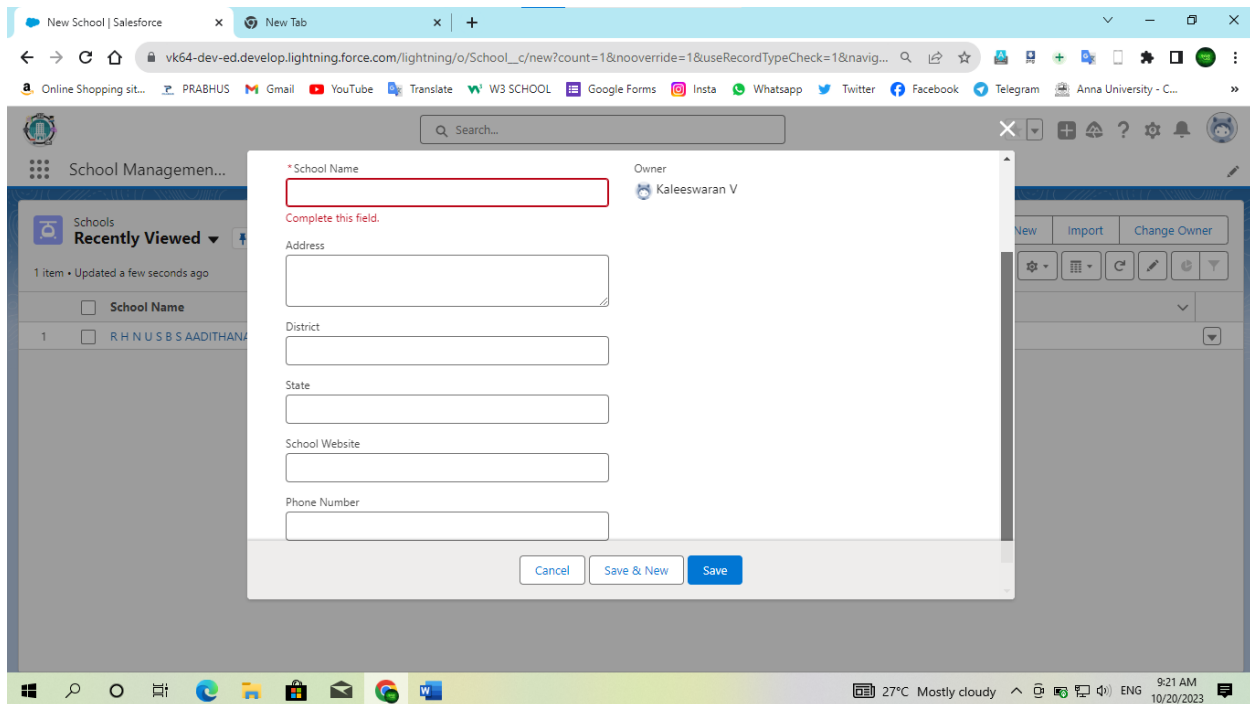 New School | Salesforce
New Tab
vk64-dev-ed.develop.lightning.force.com/lightning/o/School__c/new?count=1&nooverride=1&useRecordTypeCheck=1&navig...
Online Shopping sit... PRABHUS Gmail YouTube Translate W3 SCHOOL Google Forms Insta Whatsapp Twitter Facebook Telegram Anna University - C... »
Search...
School Managemen...
Schools
Recently Viewed
1 item • Updated a few seconds ago
New Import Change Owner
School Name
1 R H N U S B S AADITHANA
* School Name
Complete this field.
Owner
Kaleeswaran V
Address
District
State
School Website
Phone Number
Cancel Save & New Save
27°C Mostly cloudy
ENG
9:21 AM
10/20/2023